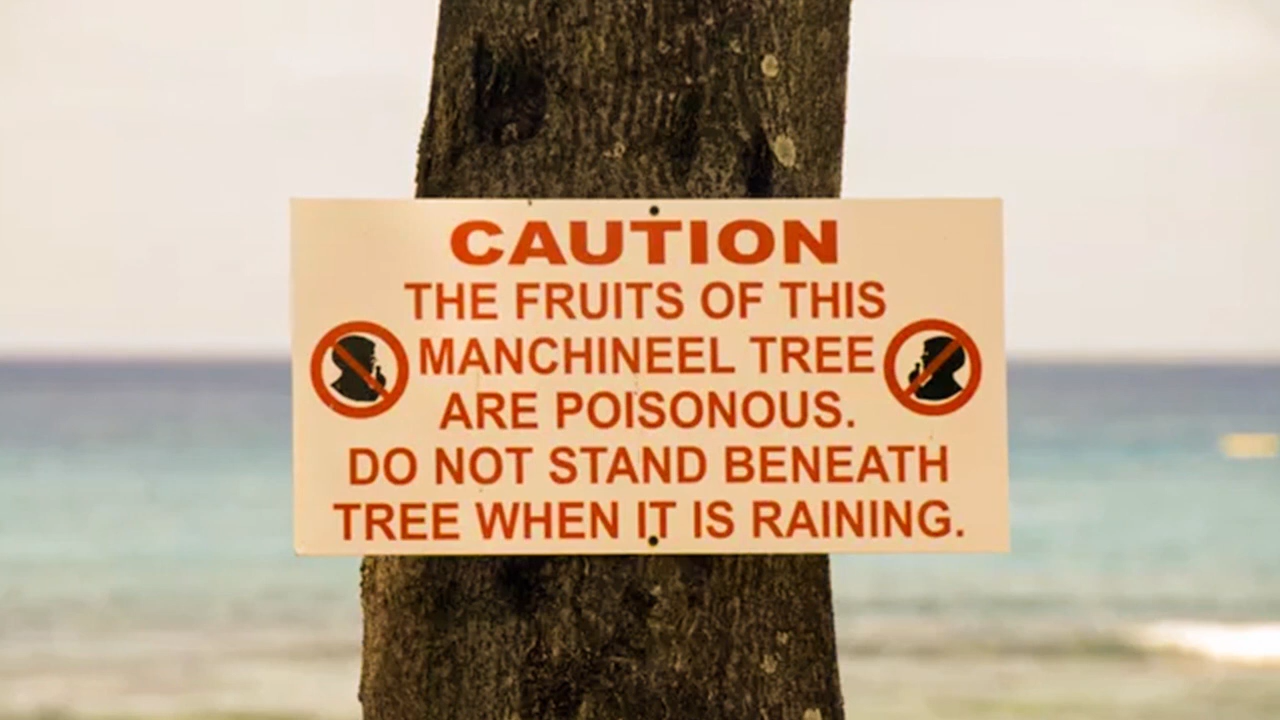 CAUTION
THE FRUITS OF THIS
MANCHINEEL TREE
ARE POISONOUS.
DO NOT STAND BENEATH
TREE WHEN IT IS RAINING.